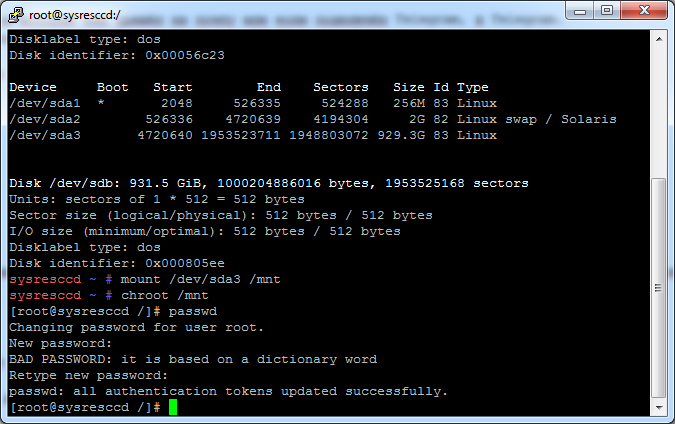 root@sysresccd:/
Disklabel type: dos
Disk identifier: 0x00056c23
Device     Boot   Start        End    Sectors   Size Id Type
/dev/sda1  *       2048     526335     524288   256M 83 Linux
/dev/sda2        526336    4720639    4194304     2G 82 Linux swap / Solaris
/dev/sda3       4720640 1953523711 1948803072 929.3G 83 Linux
Disk /dev/sdb: 931.5 GiB, 1000204886016 bytes, 1953525168 sectors
Units: sectors of 1 * 512 = 512 bytes
Sector size (logical/physical): 512 bytes / 512 bytes
I/O size (minimum/optimal): 512 bytes / 512 bytes
Disklabel type: dos
Disk identifier: 0x000805ee
sysresccd ~ # mount /dev/sda3 /mnt
sysresccd ~ # chroot /mnt
[root@sysresccd /]# passwd
Changing password for user root.
New password:
BAD PASSWORD: it is based on a dictionary word
Retype new password:
passwd: all authentication tokens updated successfully.
[root@sysresccd /]#